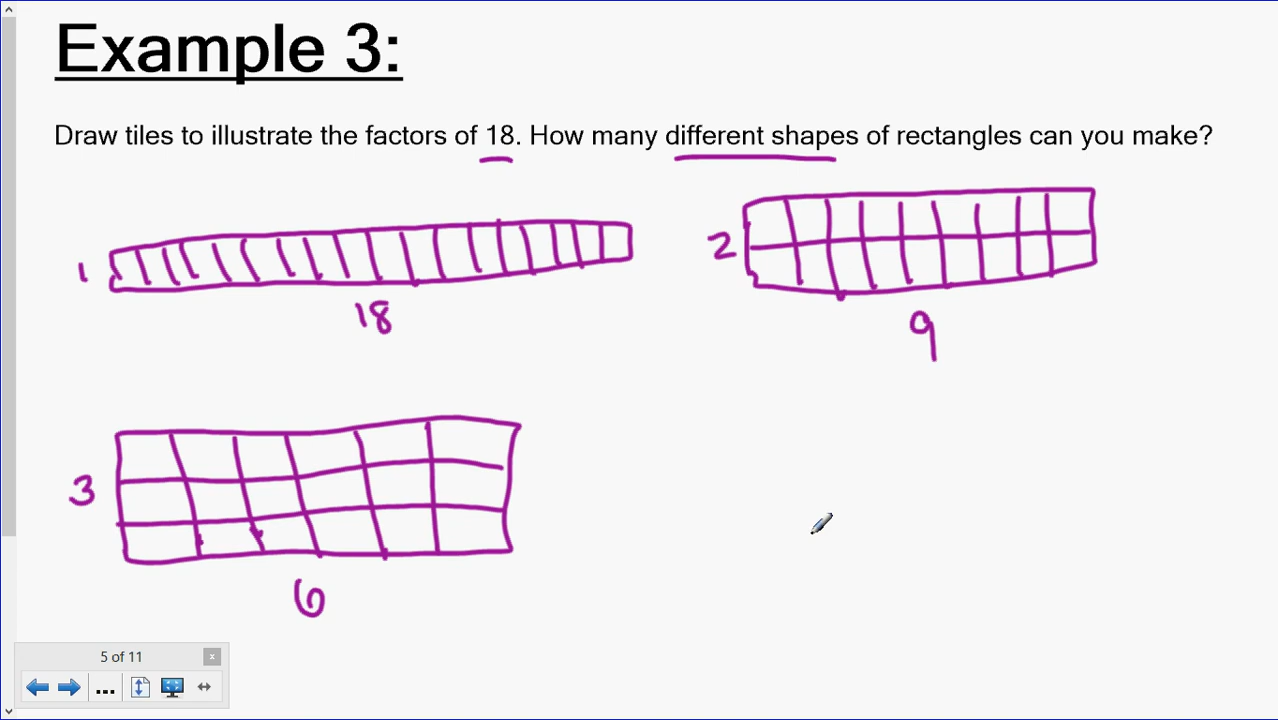 Example 3:
Draw tiles to illustrate the factors of 18. How many different shapes of rectangles can you make?
1
18
2
9
3
6
5 of 11
x
...